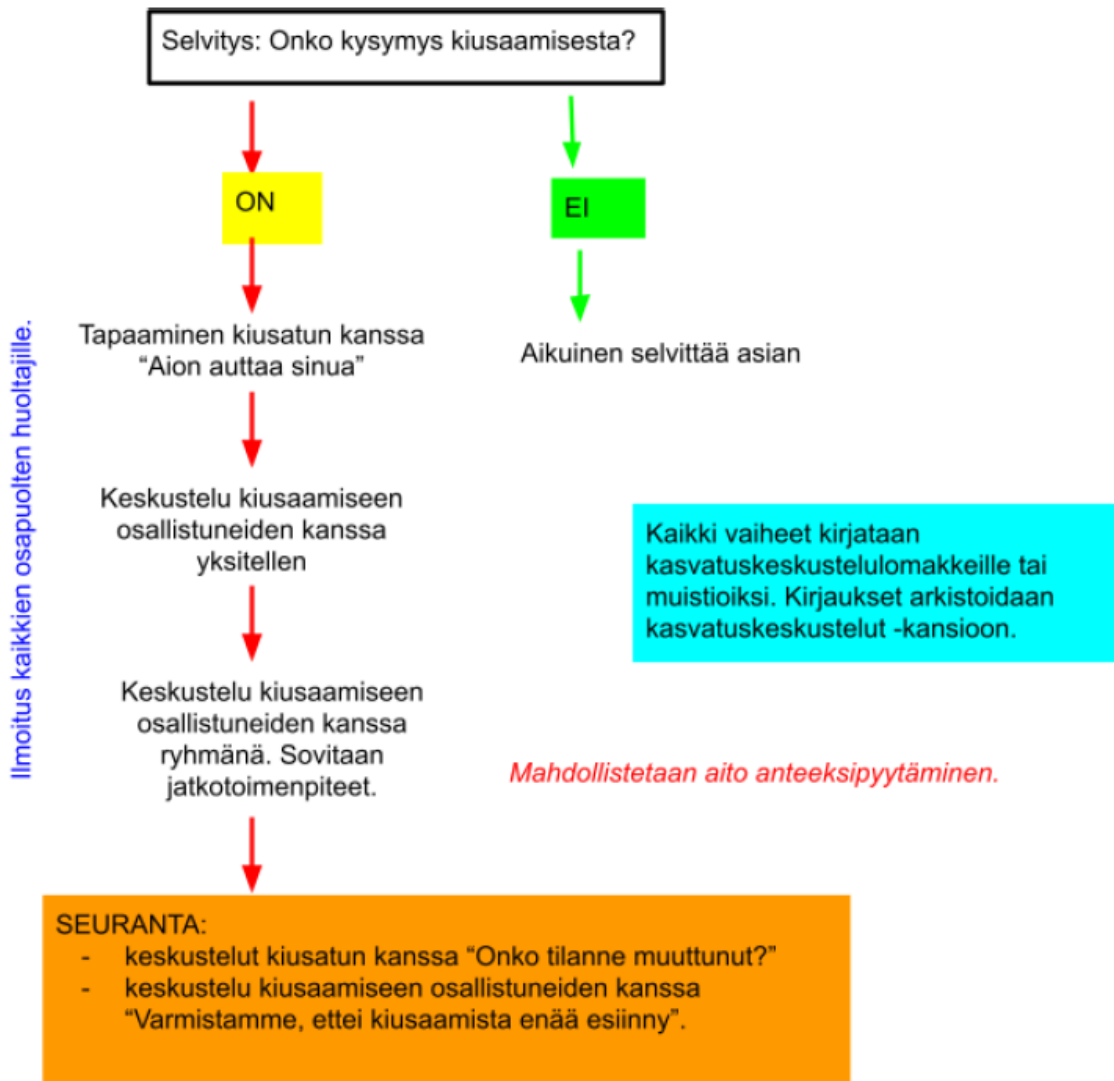 Selvitys: Onko kysymys kiusaamisesta?
ON
EI
Ilmoitus kaikkien osapuolten huoltajille.
Tapaaminen kiusatun kanssa
“Aion auttaa sinua”
Aikuinen selvittää asian
Keskustelu kiusaamiseen
osallistuneiden kanssa
yksitellen
Kaikki vaiheet kirjataan
kasvatuskeskustelulomakkeille tai
muistioiksi. Kirjaukset arkistoidaan
kasvatuskeskustelut -kansioon.
Keskustelu kiusaamiseen
osallistuneiden kanssa
ryhmänä. Sovitaan
jatkotoimenpiteet.
Mahdollistetaan aito anteeksipyytäminen.
SEURANTA:
- keskustelut kiusatun kanssa “Onko tilanne muuttunut?”
- keskustelu kiusaamiseen osallistuneiden kanssa
“Varmistamme, ettei kiusaamista enää esiinny”.